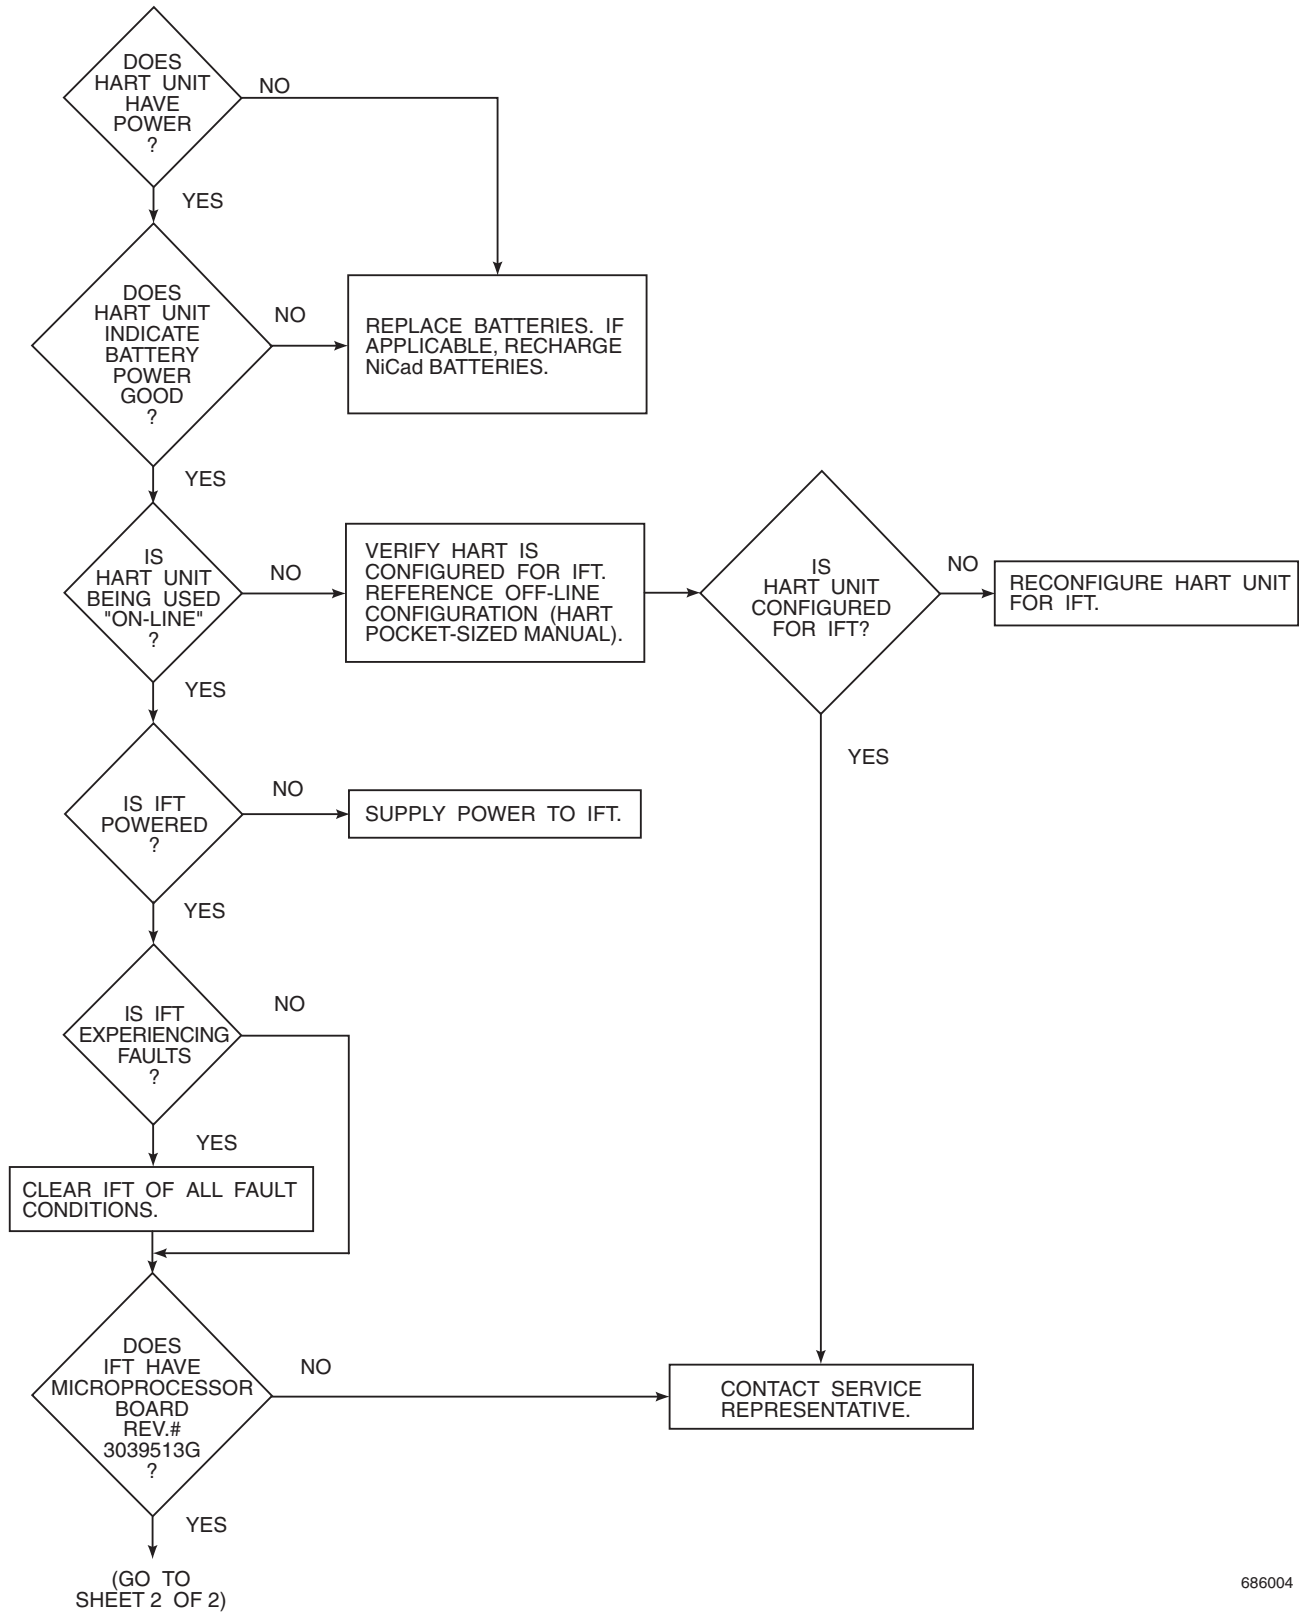 DOES
HART UNIT
HAVE
POWER
?
NO
YES
DOES
HART UNIT
INDICATE
BATTERY
POWER
GOOD
?
NO
REPLACE BATTERIES. IF
APPLICABLE, RECHARGE
NiCad BATTERIES.
YES
IS
HART UNIT
BEING USED
"ON-LINE"
?
NO
VERIFY HART IS
CONFIGURED FOR IFT.
REFERENCE OFF-LINE
CONFIGURATION (HART
POCKET-SIZED MANUAL).
IS
HART UNIT
CONFIGURED
FOR IFT?
NO
RECONFIGURE HART UNIT
FOR IFT.
YES
YES
IS IFT
POWERED
?
NO
SUPPLY POWER TO IFT.
YES
IS IFT
EXPERIENCING
FAULTS
?
NO
YES
CLEAR IFT OF ALL FAULT
CONDITIONS.
DOES
IFT HAVE
MICROPROCESSOR
BOARD
REV.#
3039513G
?
NO
CONTACT SERVICE
REPRESENTATIVE.
YES
(GO TO
SHEET 2 OF 2)
686004